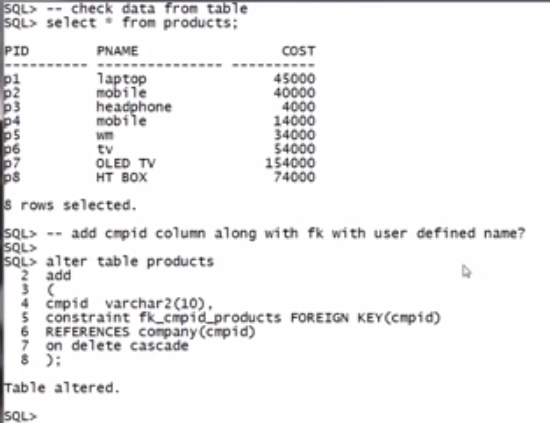 SQL> -- check data from table
SQL> select * from products;
PID PNAME COST
---------- --------------- ----------
p1 laptop 45000
p2 mobile 40000
p3 headphone 4000
p4 mobile 14000
p5 wm 34000
p6 tv 54000
p7 OLED TV 154000
p8 HT BOX 74000
8 rows selected.
SQL> -- add cmpid column along with fk with user defined name?
SQL>
SQL> alter table products
2 add
3 (
4 cmpid varchar2(10),
5 constraint fk_cmpid_products FOREIGN KEY(cmpid)
6 REFERENCES company(cmpid)
7 on delete cascade
8 );
Table altered.
SQL>